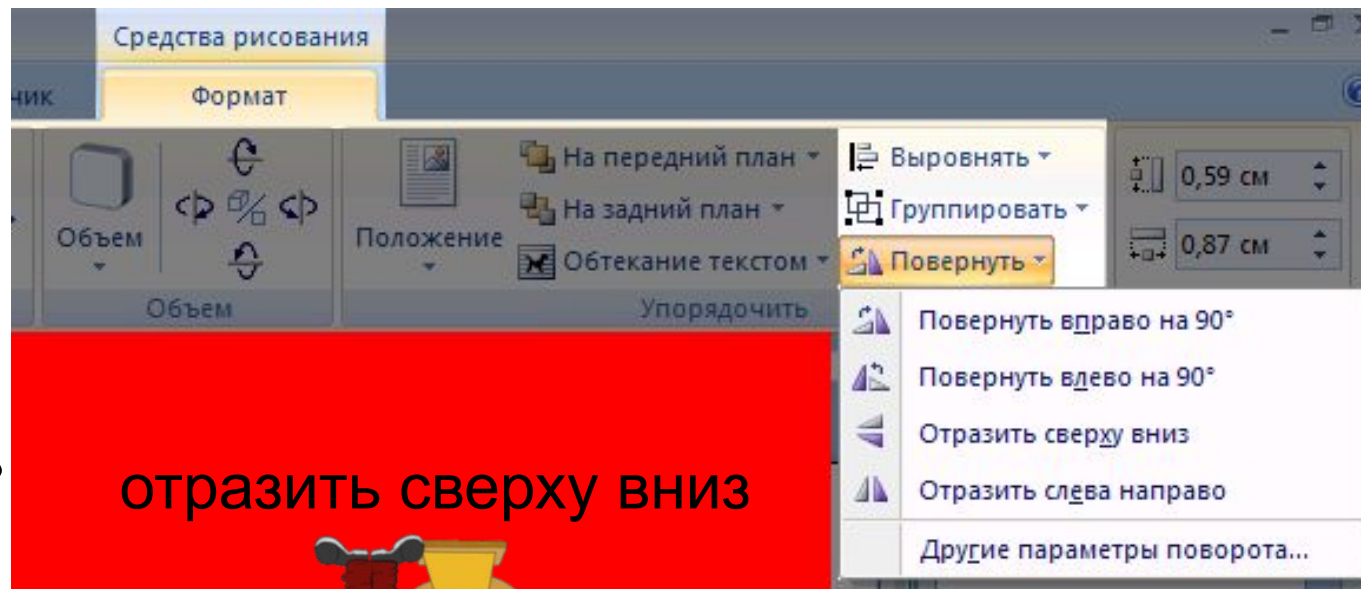 Средства рисования
чик
Формат
На передний план
Выровнять
0,59 см
На задний план
Группировать
Объем
Положение
Обтекание текстом
Повернуть
0,87 см
Объем
Упорядочить
Повернуть вправо на 90°
Повернуть влево на 90°
Отразить сверху вниз
Отразить слева направо
Другие параметры поворота...
отразить сверху вниз